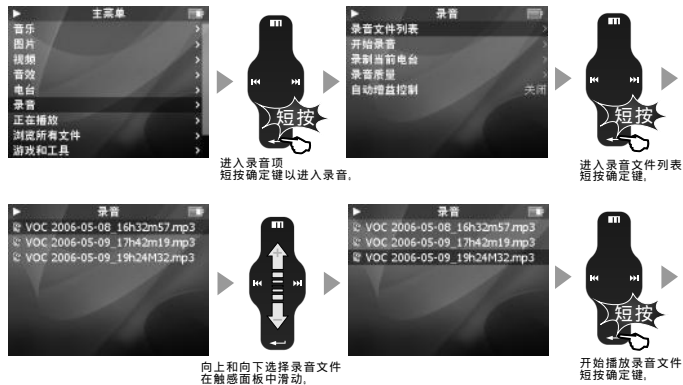 主菜单
音乐
图片
视频
音效
电台
录音
正在播放
浏览所有文件
游戏和工具
短按
进入录音项
短按确定键以进入录音,
录音
录音文件列表
开始录音
录制当前电台
录音质量
自动增益控制 关闭
短按
进入录音文件列表
短按确定键,
录音
VOC 2006-05-08_16h32m57.mp3
VOC 2006-05-09_17h42m19.mp3
VOC 2006-05-09_19h24M32.mp3
向上和向下选择录音文件
在触感面板中滑动,
录音
VOC 2006-05-08_16h32m57.mp3
VOC 2006-05-09_17h42m19.mp3
VOC 2006-05-09_19h24M32.mp3
短按
开始播放录音文件
短按确定键,